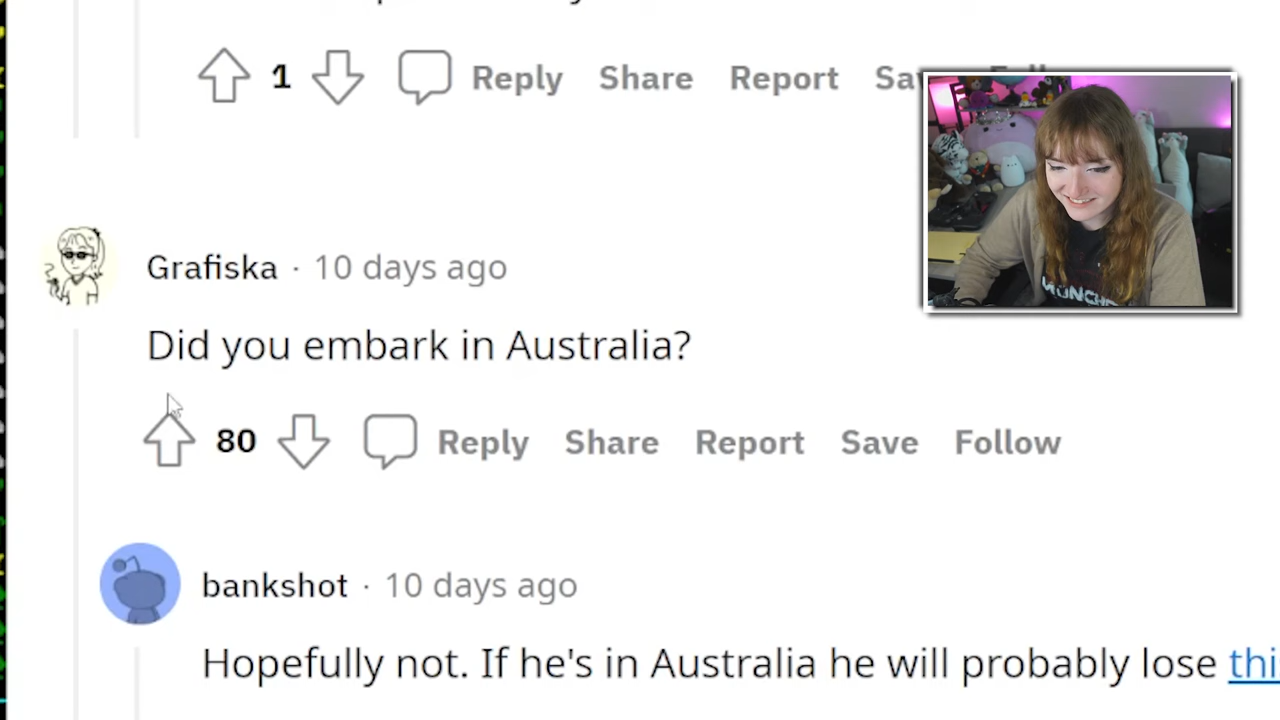 1 Reply Share Report Sav
Grafiska · 10 days ago
Did you embark in Australia?
80 Reply Share Report Save Follow
bankshot · 10 days ago
Hopefully not. If he's in Australia he will probably lose thi